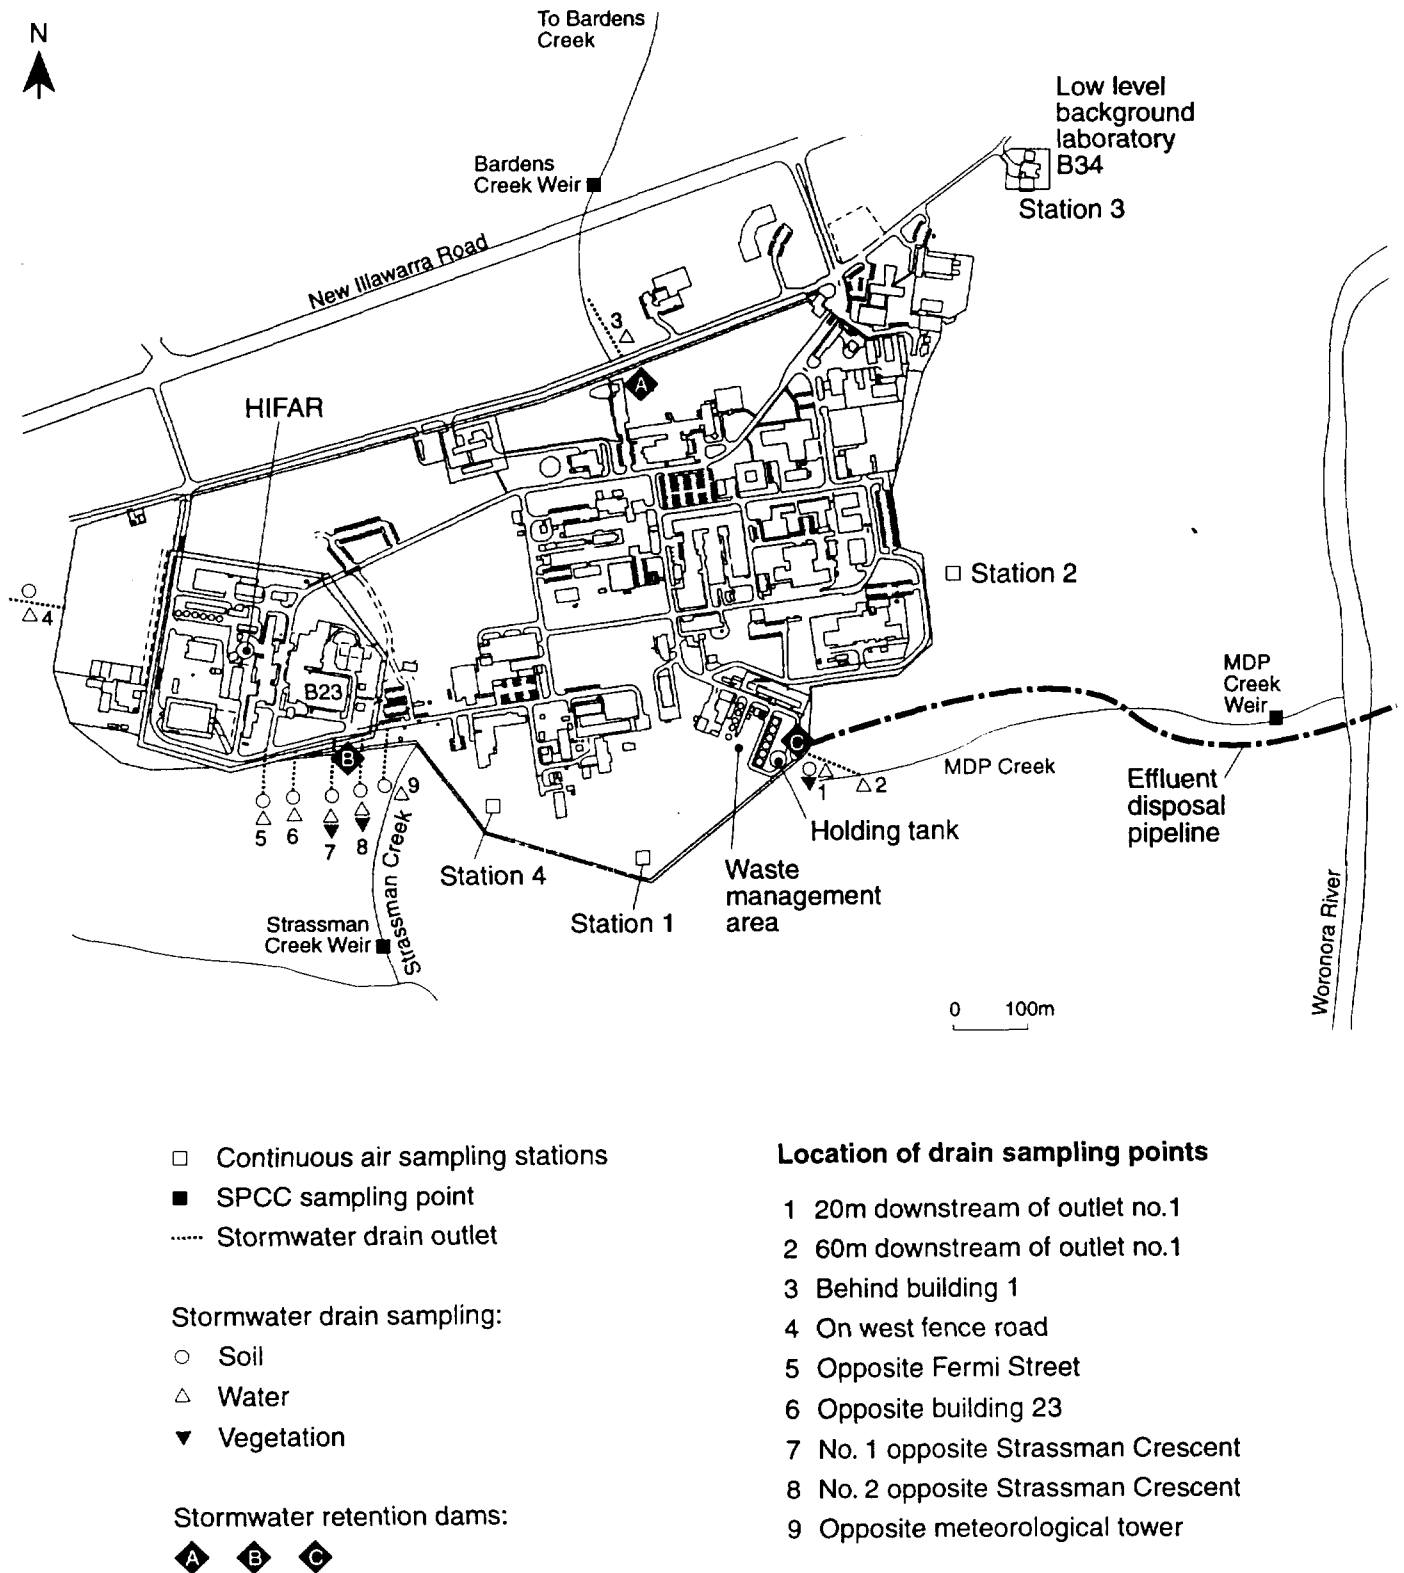 N
To Bardens
Creek
Low level
background
laboratory
B34
Station 3
Bardens
Creek Weir
New Illawarra Road
3
A
HIFAR
Station 2
4
MDP
Creek
Weir
B23
C
B
MDP Creek
1
2
Effluent
disposal
pipeline
9
5
6
7
8
Holding tank
Strassman Creek
Station 4
Waste
management
area
Station 1
Strassman
Creek Weir
Woronora River
0 100m
Continuous air sampling stations
SPCC sampling point
Stormwater drain outlet
Stormwater drain sampling:
Soil
Water
Vegetation
Stormwater retention dams:
A B C
Location of drain sampling points
1 20m downstream of outlet no.1
2 60m downstream of outlet no.1
3 Behind building 1
4 On west fence road
5 Opposite Fermi Street
6 Opposite building 23
7 No. 1 opposite Strassman Crescent
8 No. 2 opposite Strassman Crescent
9 Opposite meteorological tower